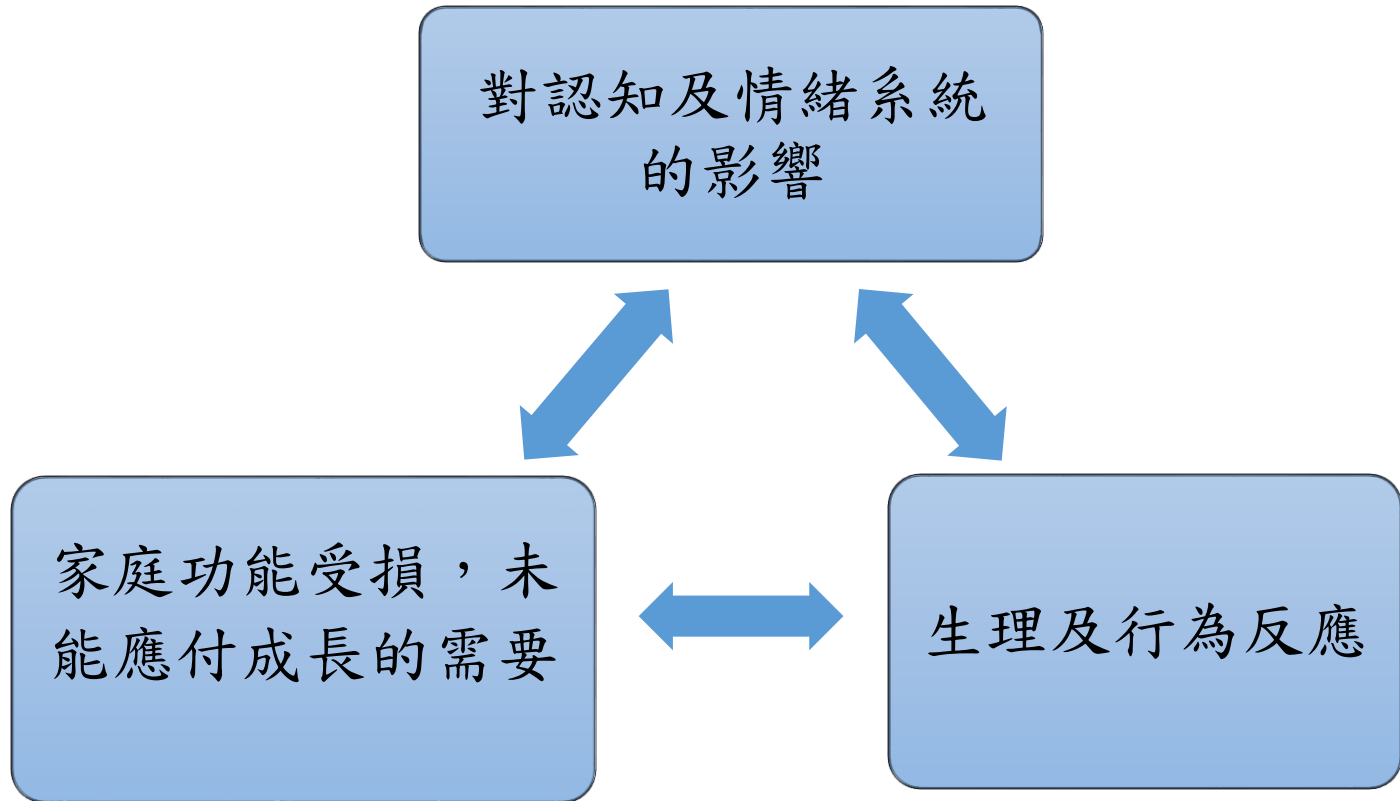 對認知及情緒系統
的影響
家庭功能受損，未
能應付成長的需要
生理及行為反應